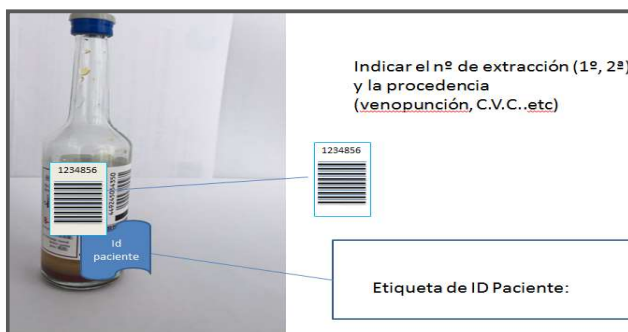 Indicar el nº de extracción (1º, 2ª)
y la procedencia
(venopunción, C.V.C..etc)
1234856
1234856
Id
paciente
Etiqueta de ID Paciente: